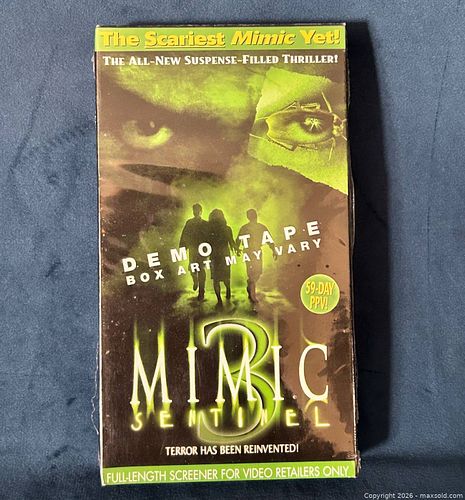 The Scariest Mimic Yet!
THE ALL-NEW SUSPENSE-FILLED THRILLER!
DEMO TAPE
BOX ART MAY VARY
59-DAY
PPV!
3
MIMIC
SENTINEL
TERROR HAS BEEN REINVENTED!
FULL-LENGTH SCREENER FOR VIDEO RETAILERS ONLY
Copyright © 2026 - maxsold.com